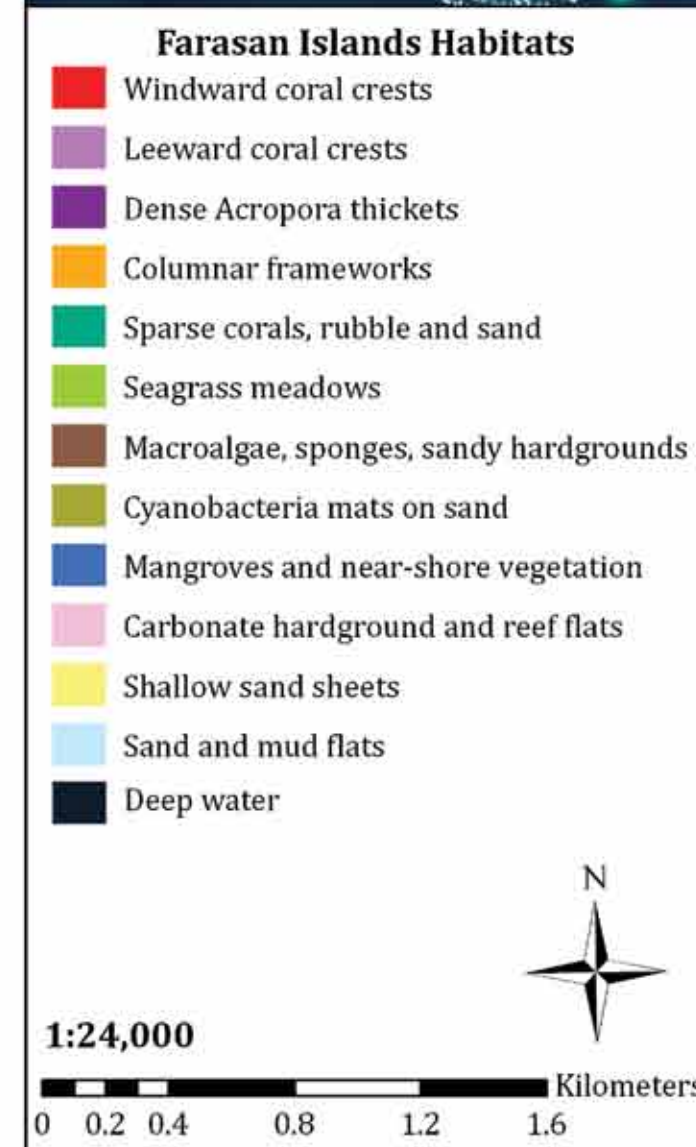 Farasan Islands Habitats
Windward coral crests
Leeward coral crests
Dense Acropora thickets
Columnar frameworks
Sparse corals, rubble and sand
Seagrass meadows
Macroalgae, sponges, sandy hardgrounds
Cyanobacteria mats on sand
Mangroves and near-shore vegetation
Carbonate hardground and reef flats
Shallow sand sheets
Sand and mud flats
Deep water
N
1:24,000
Kilometers
0 0.2 0.4 0.8 1.2 1.6